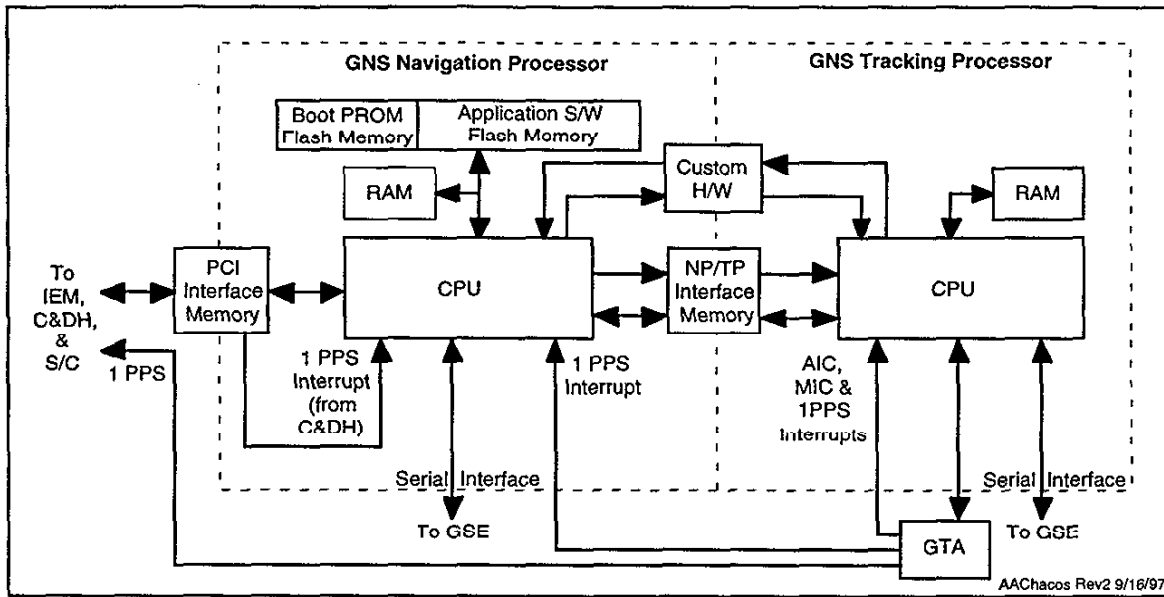 GNS Navigation Processor
GNS Tracking Processor
Boot PROM
Flash Memory
Application S/W
Flash Memory
RAM
Custom
H/W
RAM
To
IEM,
C&DH,
&
S/C
PCI
Interface
Memory
CPU
NP/TP
Interface
Memory
CPU
1 PPS
1 PPS
Interrupt
(from
C&DH)
1 PPS
Interrupt
AIC,
MIC &
1PPS
Interrupts
Serial Interface
Serial Interface
To GSE
GTA
To GSE
AAChacos Rev2 9/16/97